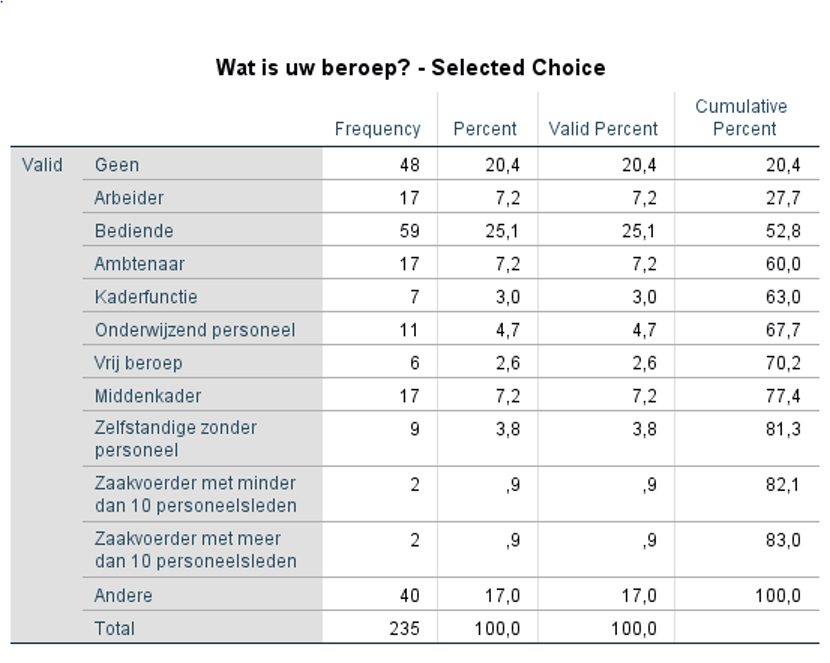 Wat is uw beroep? - Selected Choice
Cumulative
Frequency Percent Valid Percent Percent
Valid Geen 48 20,4 20,4 20,4
Arbeider 17 7,2 7,2 27,7
Bediende 59 25,1 25,1 52,8
Ambtenaar 17 7,2 7,2 60,0
Kaderfunctie 7 3,0 3,0 63,0
Onderwijzend personeel 11 4,7 4,7 67,7
Vrij beroep 6 2,6 2,6 70,2
Middenkader 17 7,2 7,2 77,4
Zelfstandige zonder 9 3,8 3,8 81,3
personeel
Zaakvoerder met minder 2 ,9 ,9 82,1
dan 10 personeelsleden
Zaakvoerder met meer 2 ,9 ,9 83,0
dan 10 personeelsleden
Andere 40 17,0 17,0 100,0
Total 235 100,0 100,0